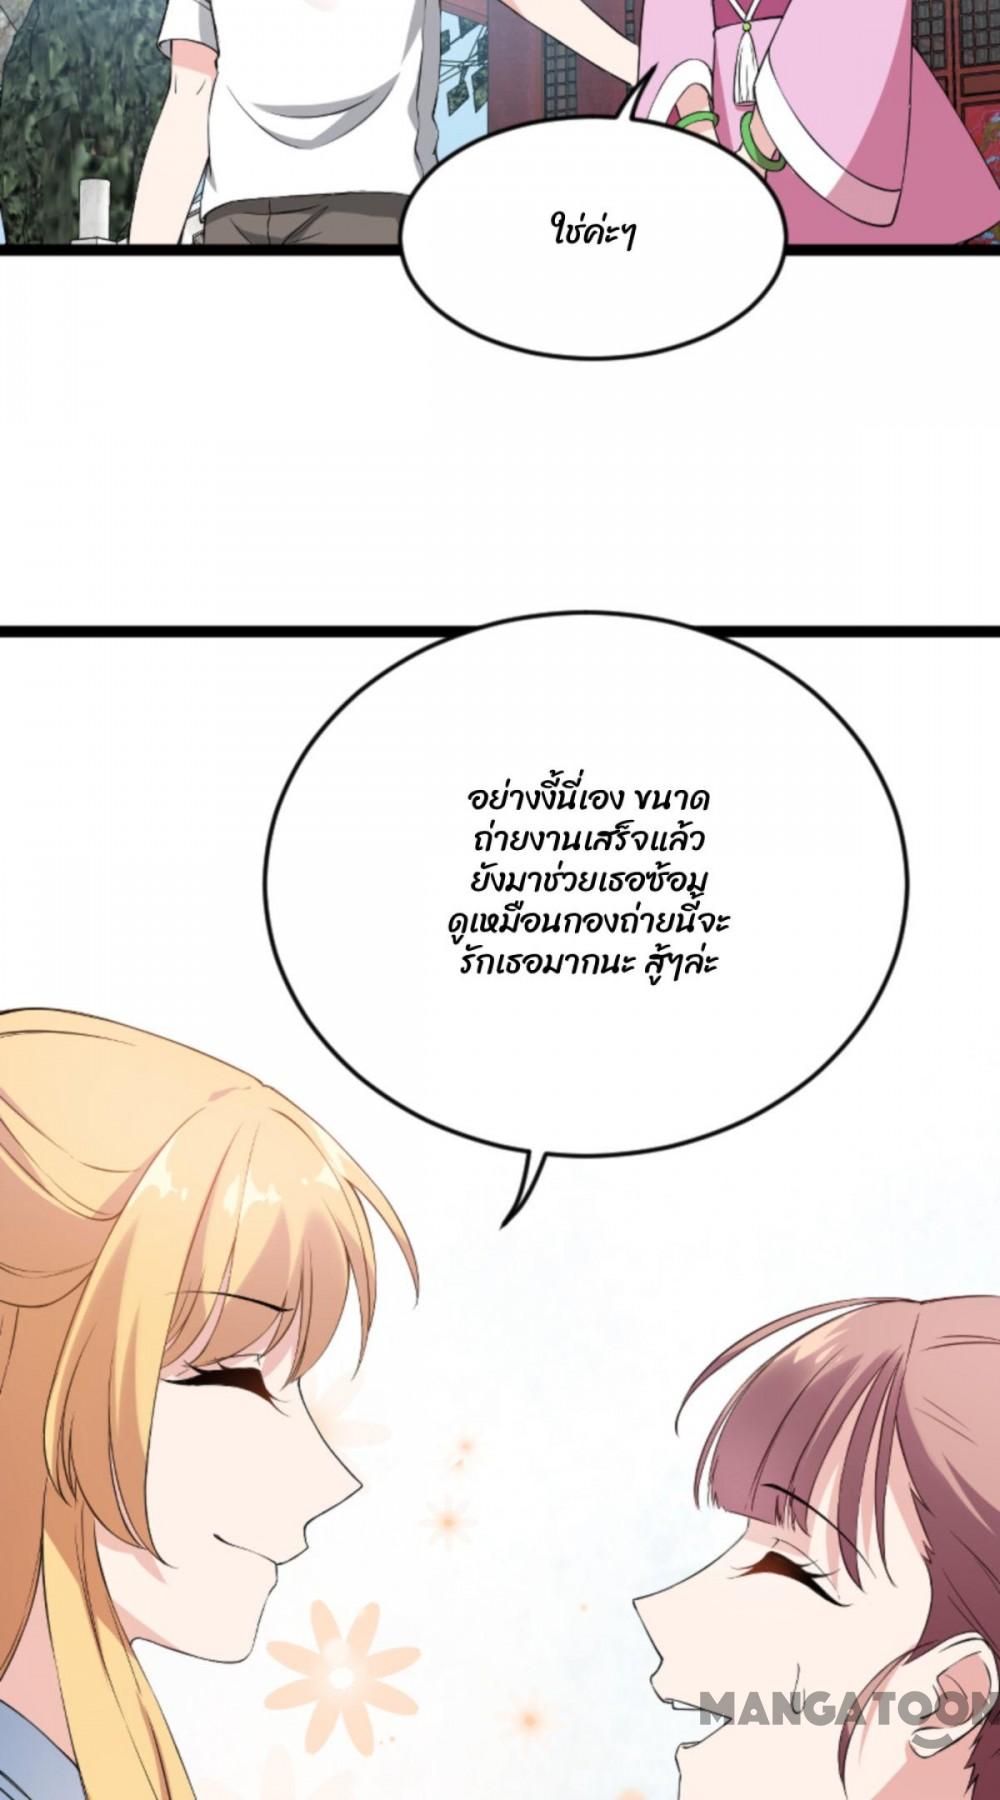 ใช่ค่ะๆ
อย่างงี้นี่เอง ขนาด
ถ่ายงานเสร็จแล้ว
ยังมาช่วยเธอซ้อม
ดูเหมือนกองถ่ายนี้จะ
รักเธอมากนะ สู้ๆล่ะ
MANGATOON